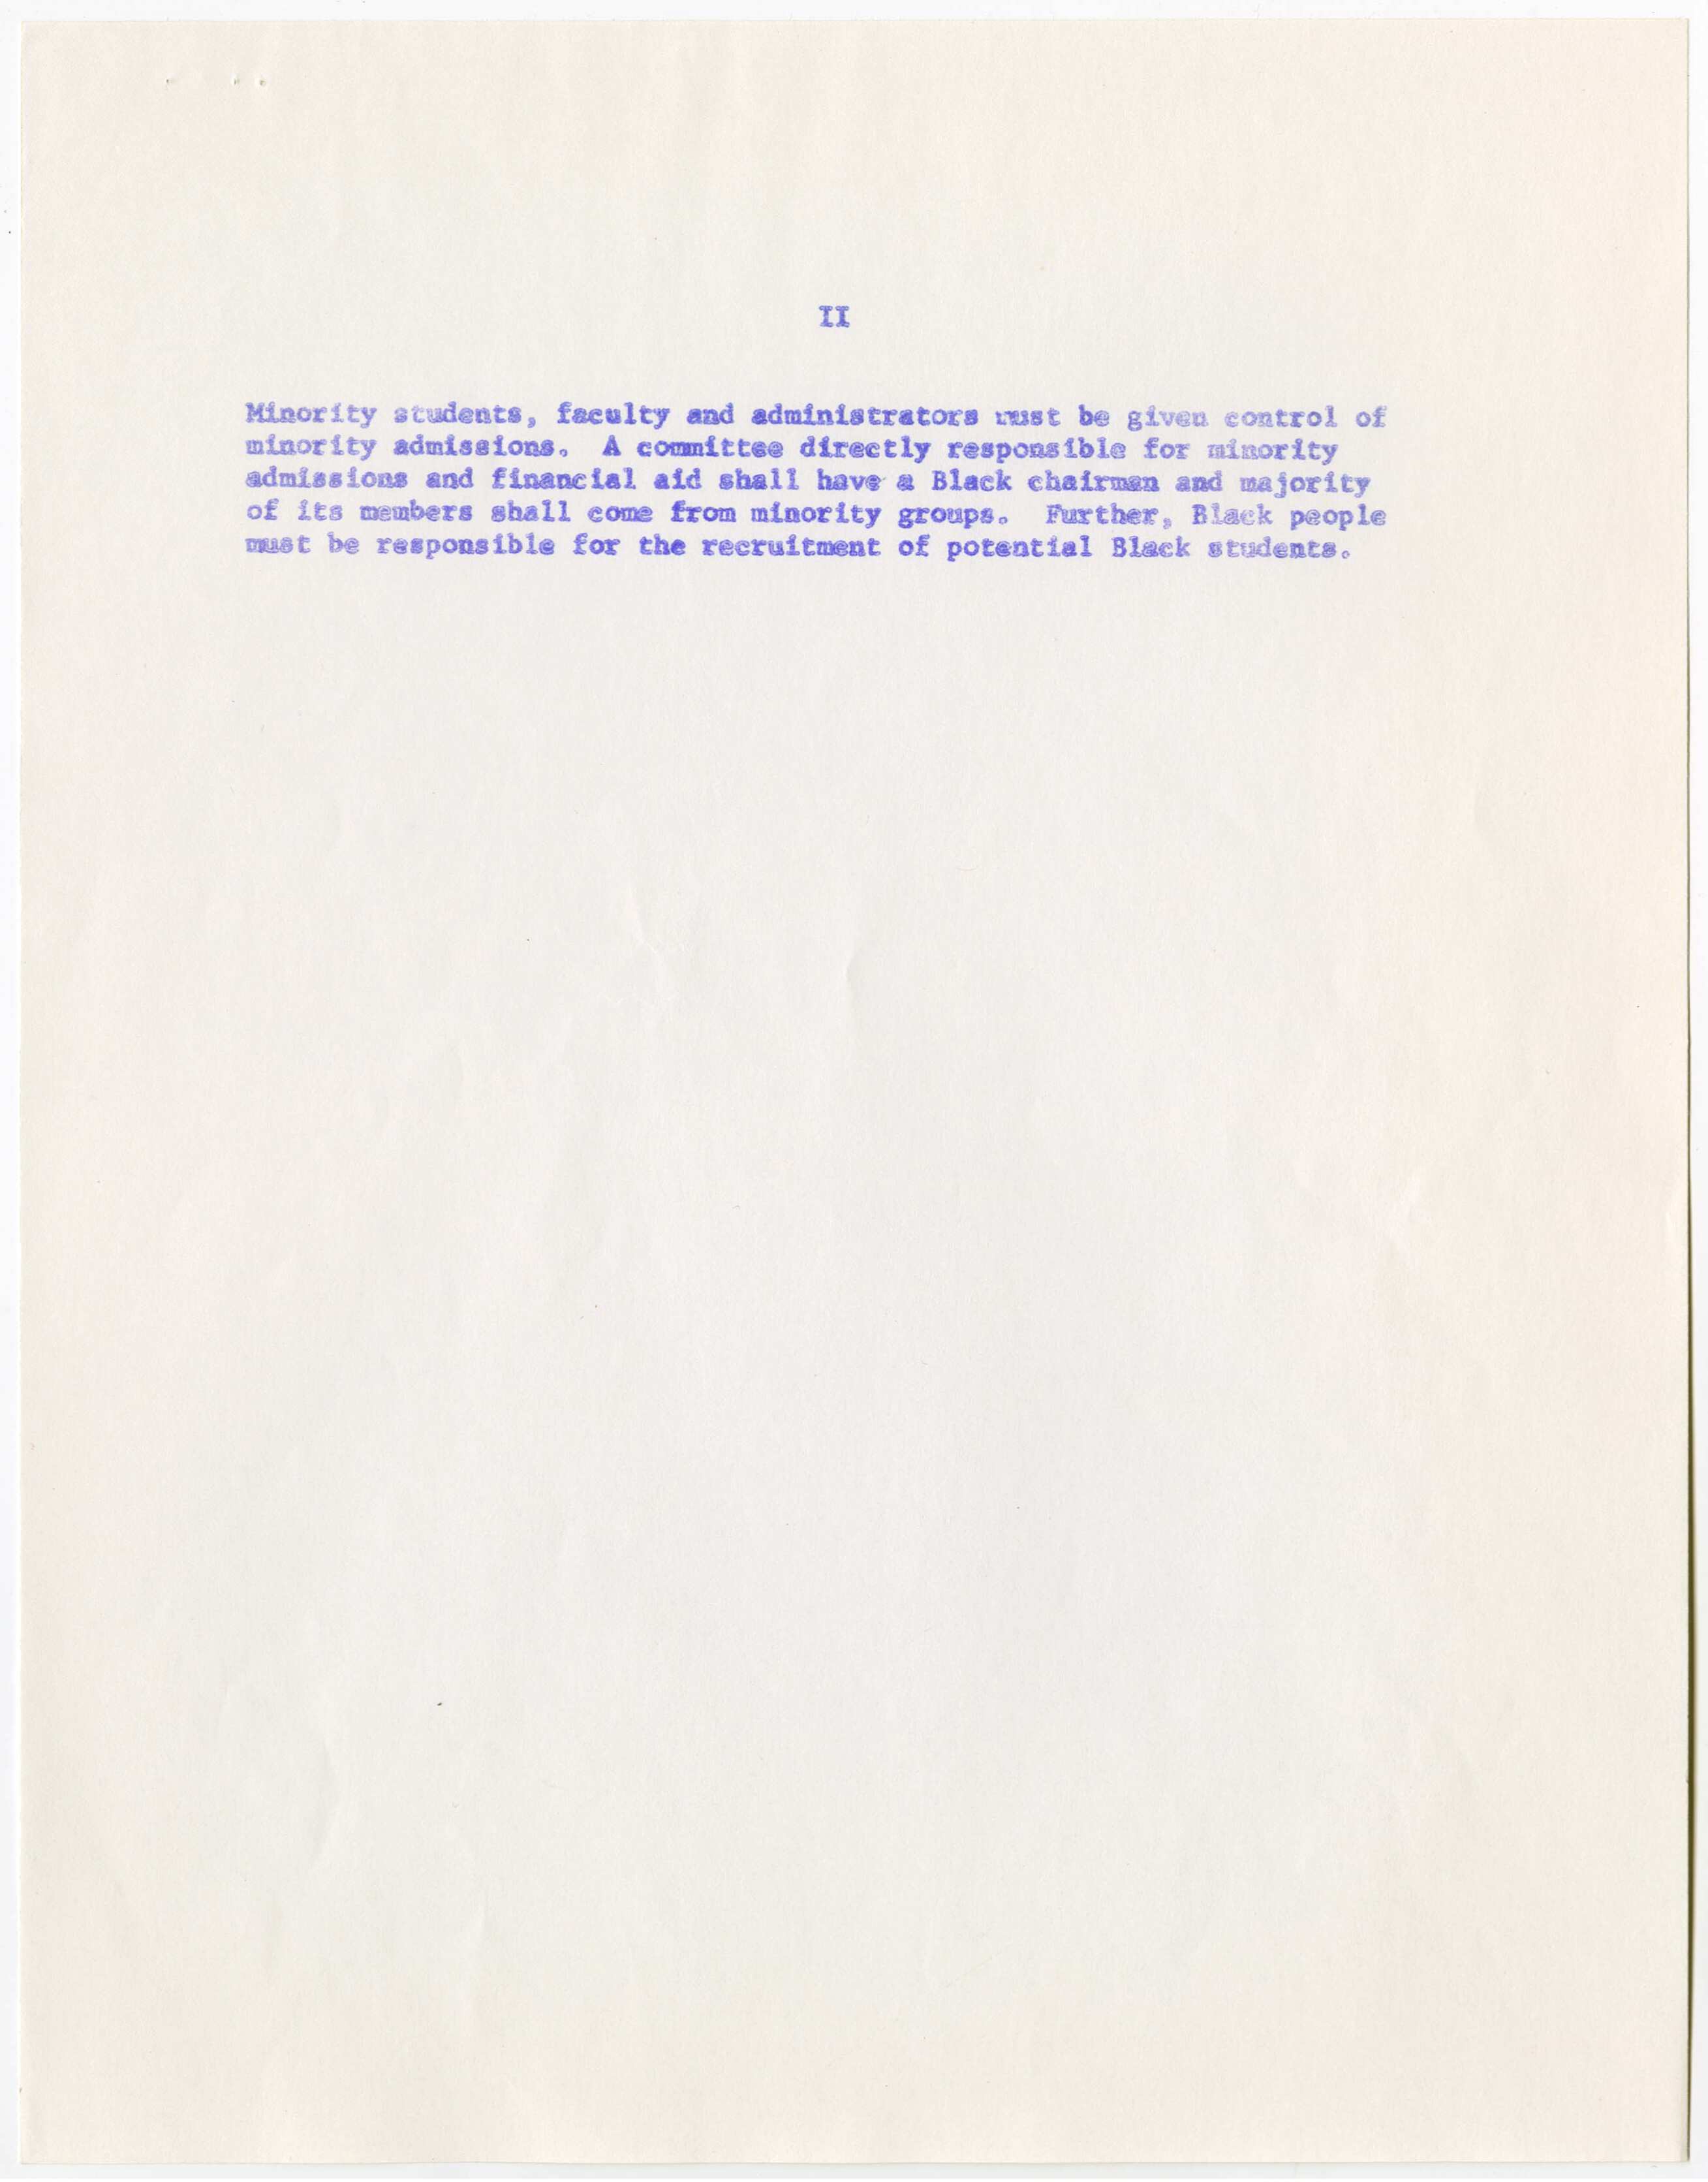 II
Minority students, faculty and administrators must be given control of
minority admissions. A committee directly responsible for minority
admissions and financial aid shall have a Black chairman and majority
of its members shall come from minority groups. Further, Black people
must be responsible for the recruitment of potential Black students.